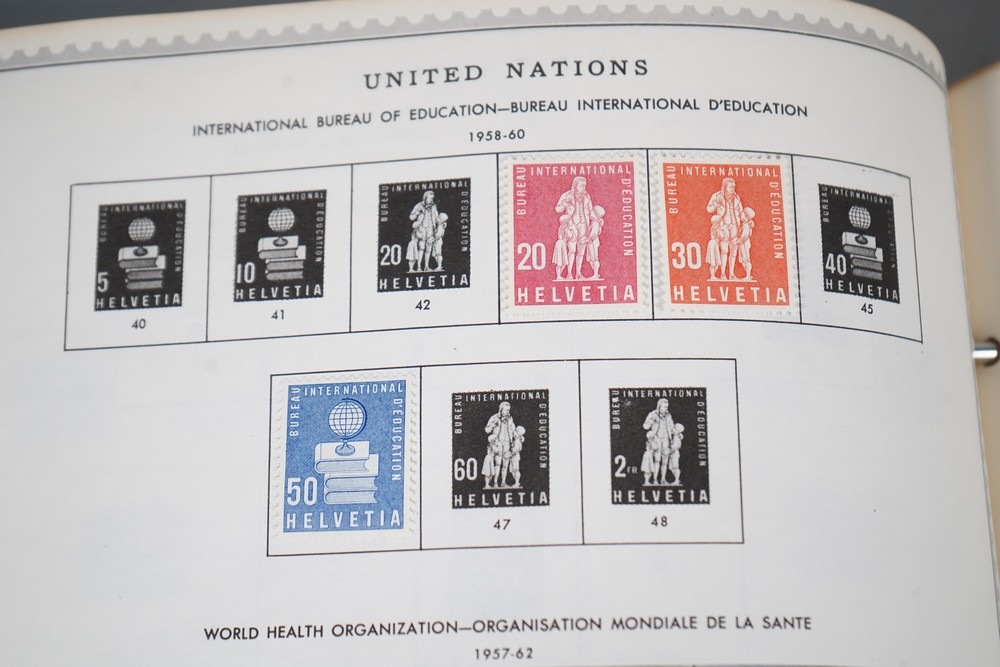 UNITED NATIONS
INTERNATIONAL BUREAU OF EDUCATION—BUREAU INTERNATIONAL D'EDUCATION
1958-60
BUREAU INTERNATIONAL D'EDUCATION
5
HELVETIA
40
BUREAU INTERNATIONAL D'EDUCATION
10
HELVETIA
41
BUREAU INTERNATIONAL D'EDUCATION
20
HELVETIA
42
BUREAU INTERNATIONAL D'EDUCATION
20
HELVETIA
BUREAU INTERNATIONAL D'EDUCATION
30
HELVETIA
BUREAU INTERNATIONAL D'EDUCATION
40
HELVETIA
45
BUREAU INTERNATIONAL D'EDUCATION
50
HELVETIA
BUREAU INTERNATIONAL D'EDUCATION
60
HELVETIA
47
BUREAU INTERNATIONAL D'EDUCATION
2 FR
HELVETIA
48
WORLD HEALTH ORGANIZATION—ORGANISATION MONDIALE DE LA SANTE
1957-62